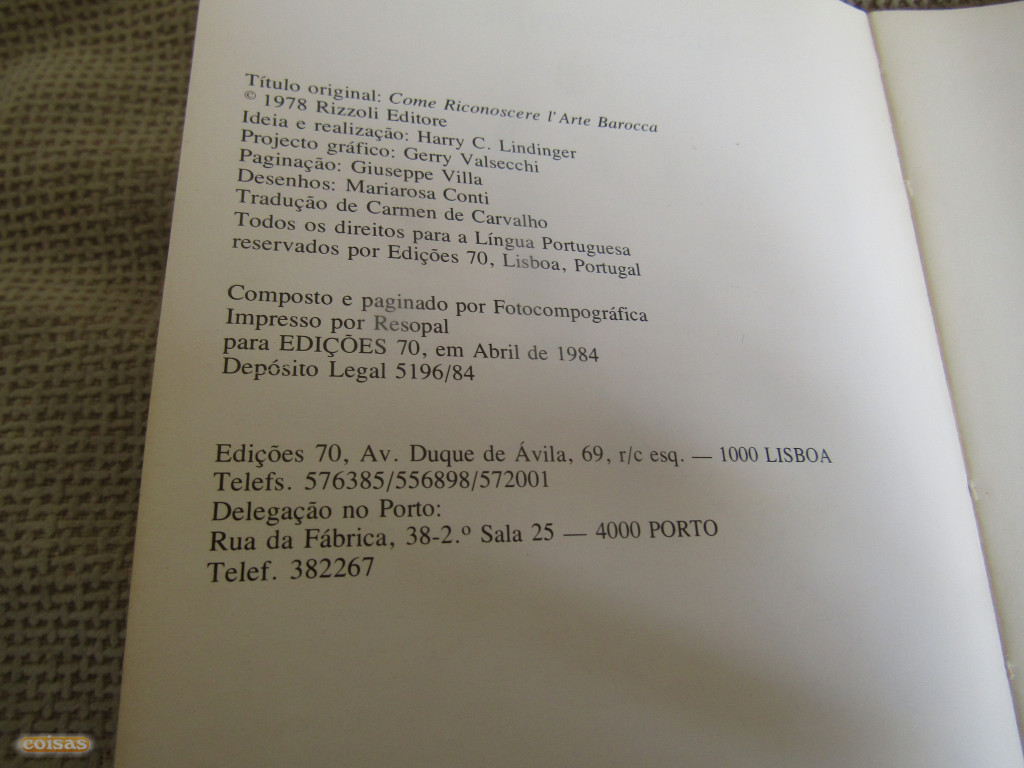 Título original: Come Riconoscere l'Arte Barocca
© 1978 Rizzoli Editore
Ideia e realização: Harry C. Lindinger
Projecto gráfico: Gerry Valsecchi
Paginação: Giuseppe Villa
Desenhos: Mariarosa Conti
Tradução de Carmen de Carvalho
Todos os direitos para a Língua Portuguesa
reservados por Edições 70, Lisboa, Portugal
Composto e paginado por Fotocompográfica
Impresso por Resopal
para EDIÇÕES 70, em Abril de 1984
Depósito Legal 5196/84
Edições 70, Av. Duque de Ávila, 69, r/c esq. — 1000 LISBOA
Telefs. 576385/556898/572001
Delegação no Porto:
Rua da Fábrica, 38-2.º Sala 25 — 4000 PORTO
Telef. 382267
coisas